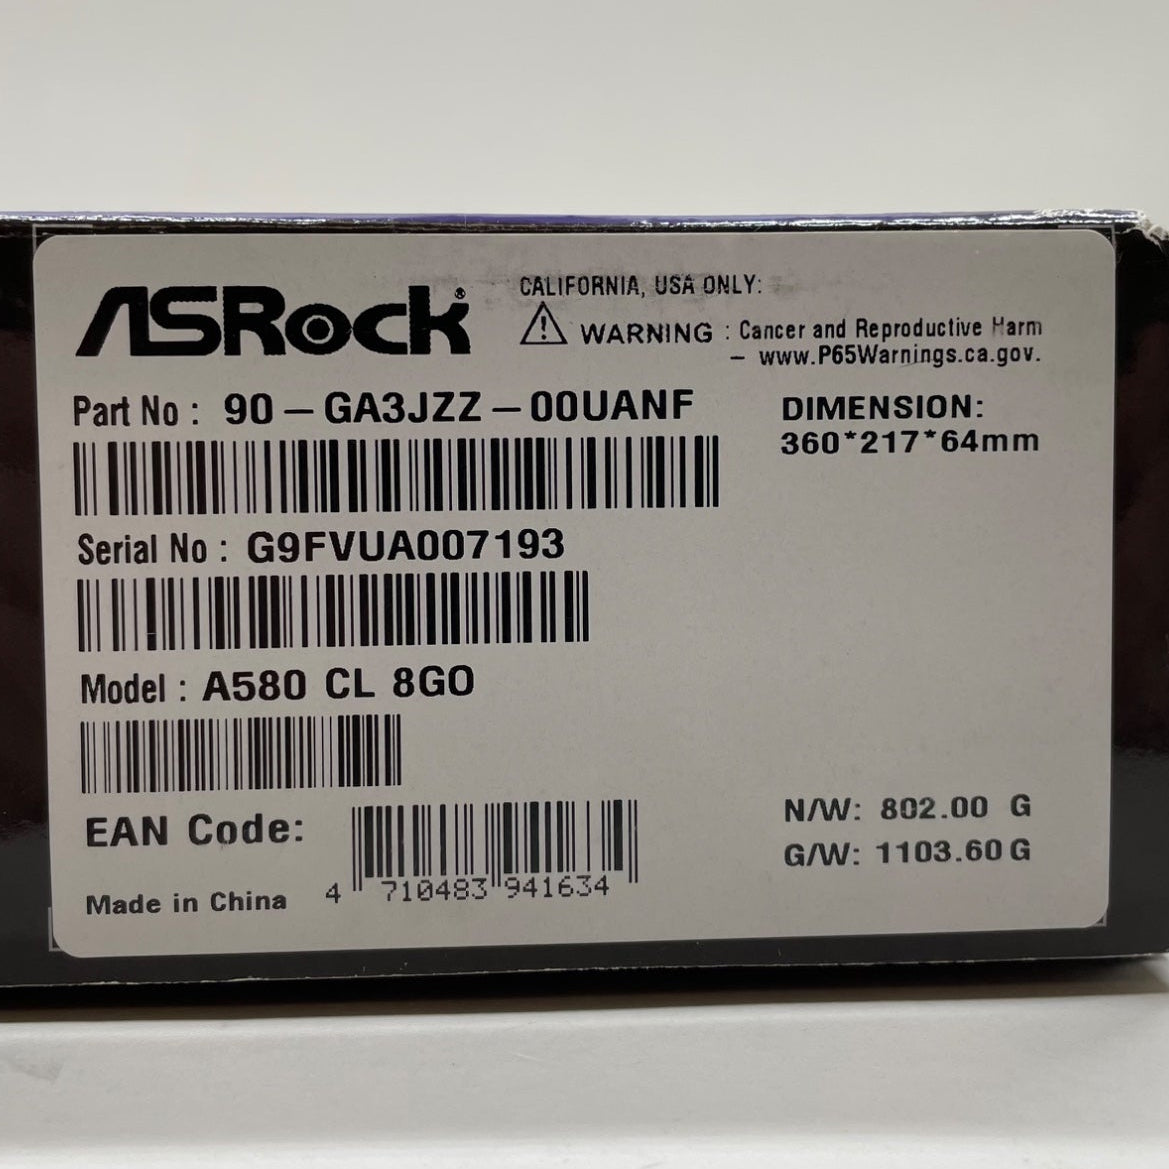 ASRock®
CALIFORNIA, USA ONLY:
⚠ WARNING : Cancer and Reproductive Harm
– www.P65Warnings.ca.gov.
Part No : 90-GA3JZZ-00UANF
DIMENSION:
360*217*64mm
Serial No : G9FVUA007193
Model : A580 CL 8GO
EAN Code:
4 710483 941634
N/W: 802.00 G
G/W: 1103.60 G
Made in China